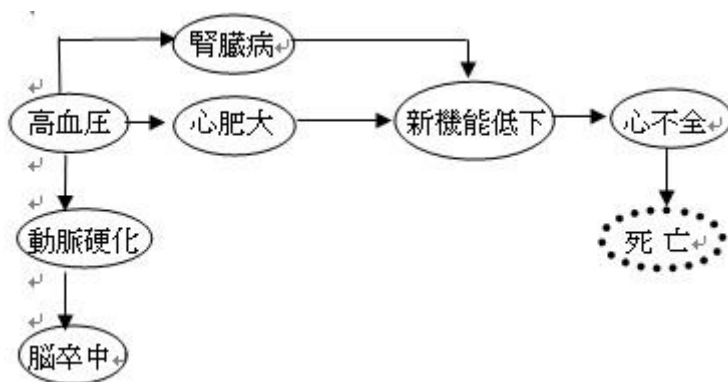 腎臓病
高血圧
心肥大
新機能低下
心不全
動脈硬化
死亡
脳卒中